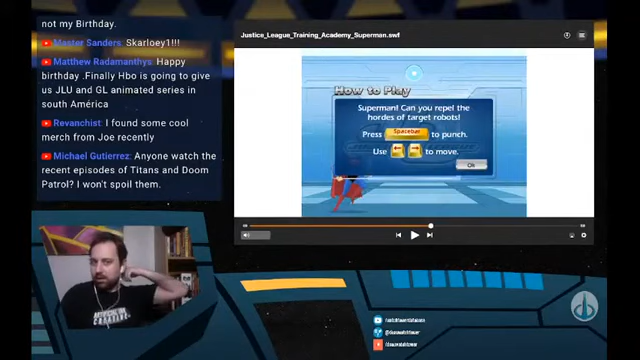 not my Birthday.
Master Sanders: Skarloey1!!!
Matthew Radamanthys: Happy
birthday .Finally Hbo is going to give
us JLU and GL animated series in
south América
Revanchist: I found some cool
merch from Joe recently
Michael Gutierrez: Anyone watch the
recent episodes of Titans and Doom
Patrol? I won't spoil them.
Justice_League_Training_Academy_Superman.swf
How to Play
Superman! Can you repel the
hordes of target robots!
Press Spacebar to punch.
Use to move.
Ok